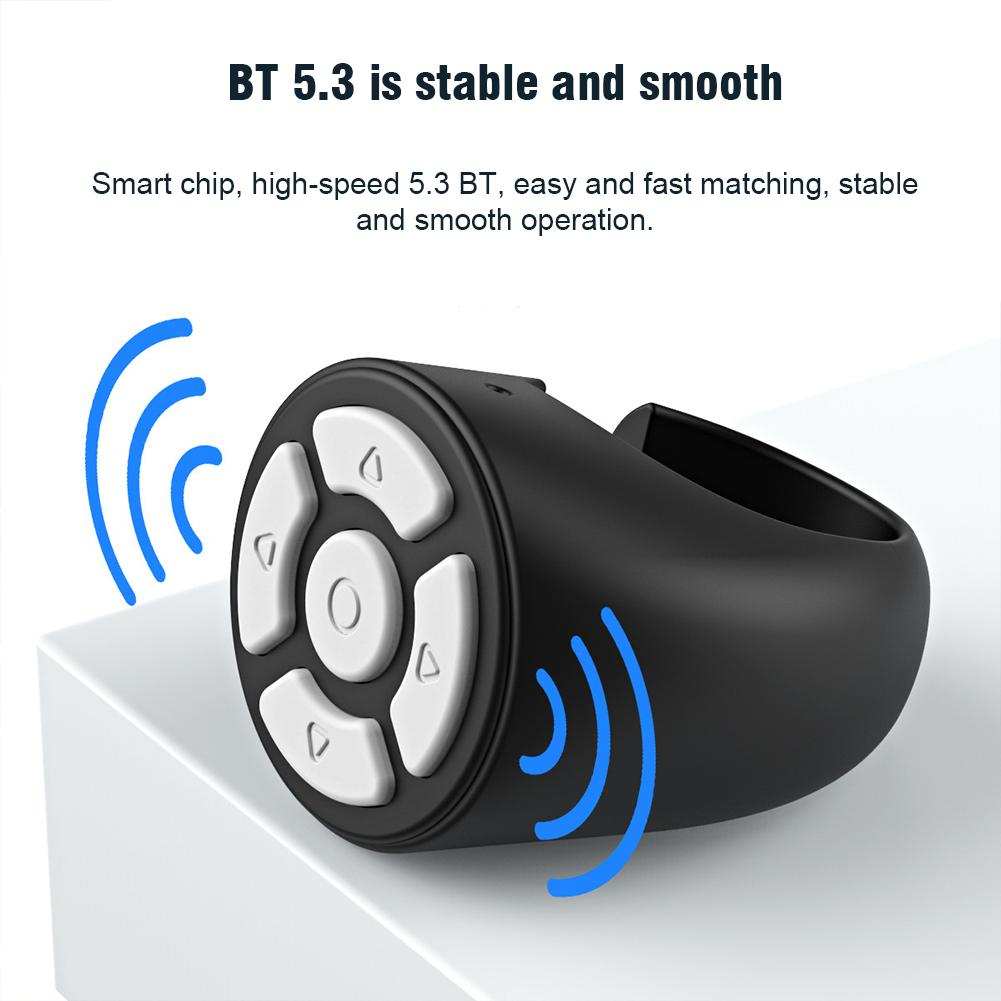 BT 5.3 is stable and smooth
Smart chip, high-speed 5.3 BT, easy and fast matching, stable
and smooth operation.